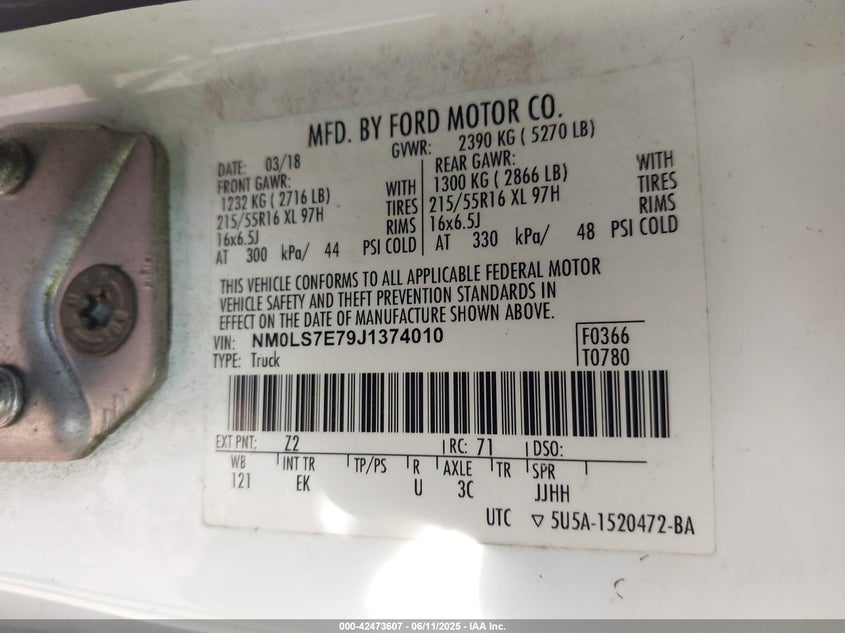 MFD. BY FORD MOTOR CO.
DATE: 03/18 GVWR: 2390 KG ( 5270 LB)
FRONT GAWR: REAR GAWR:
1232 KG ( 2716 LB) WITH 1300 KG ( 2866 LB) WITH
215/55R16 XL 97H TIRES 215/55R16 XL 97H TIRES
16x6.5J RIMS 16x6.5J RIMS
AT 300 kPa/ 44 PSI COLD AT 330 kPa/ 48 PSI COLD
THIS VEHICLE CONFORMS TO ALL APPLICABLE FEDERAL MOTOR
VEHICLE SAFETY AND THEFT PREVENTION STANDARDS IN
EFFECT ON THE DATE OF MANUFACTURE SHOWN ABOVE.
VIN: NM0LS7E79J1374010 F0366
TYPE: Truck T0780
EXT PNT: Z2 RC: 71 DSO:
WB INT TR TP/PS R AXLE TR SPR
121 EK U 3C JJHH
UTC ▽ 5U5A-1520472-BA
000-42473607 - 06/11/2025 - IAA Inc.